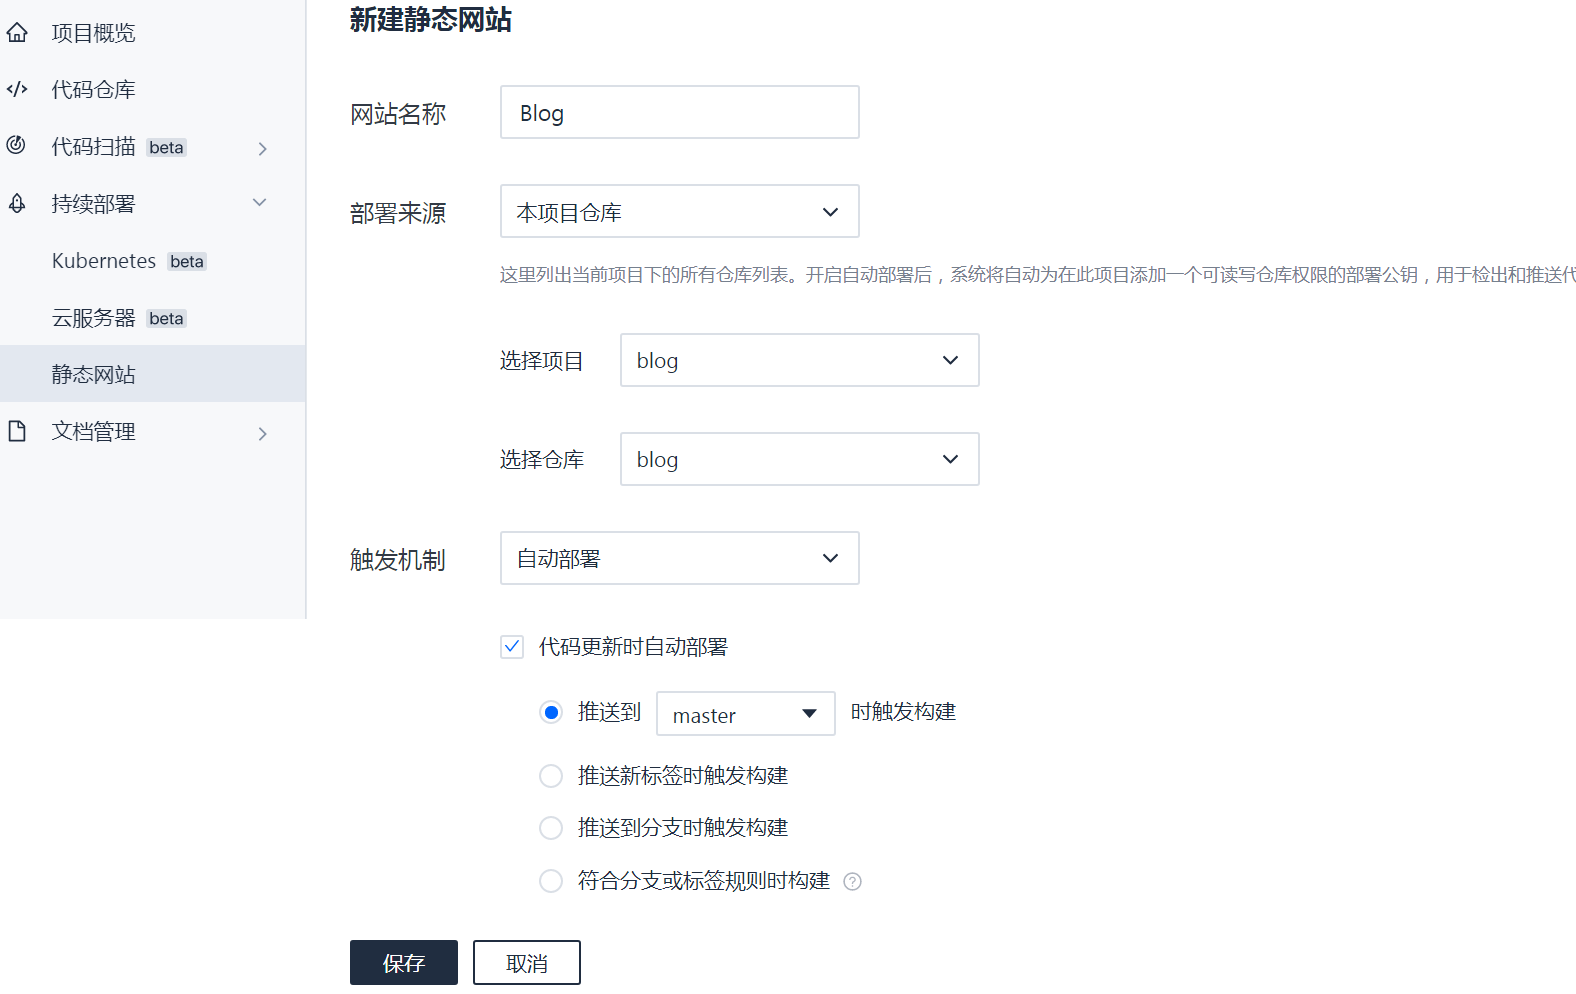 项目概览
代码仓库
代码扫描 beta
持续部署
Kubernetes beta
云服务器 beta
静态网站
文档管理
新建静态网站
网站名称 Blog
部署来源 本项目仓库
这里列出当前项目下的所有仓库列表。开启自动部署后，系统将自动为在此项目添加一个可读写仓库权限的部署公钥，用于检出和推送代
选择项目 blog
选择仓库 blog
触发机制 自动部署
代码更新时自动部署
推送到 master 时触发构建
推送新标签时触发构建
推送到分支时触发构建
符合分支或标签规则时构建 ?
保存 取消